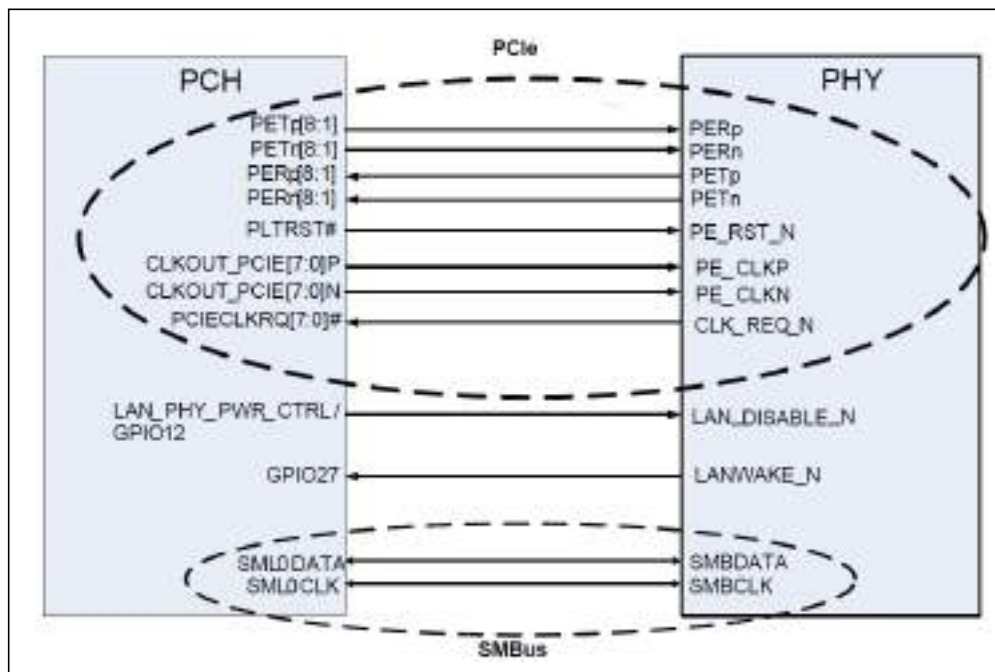 PCIe
PCH PHY
PETp[8:1] PERp
PETn[8:1] PERn
PERp[8:1] PETp
PERn[8:1] PETn
PLTRST# PE_RST_N
CLKOUT_PCIE[7:0]P PE_CLKP
CLKOUT_PCIE[7:0]N PE_CLKN
PCIECLKRQ[7:0]# CLK_REQ_N
LAN_PHY_PWR_CTRL/ LAN_DISABLE_N
GPIO12
GPIO27 LANWAKE_N
SML0DATA SMBDATA
SML0CLK SMBCLK
SMBus